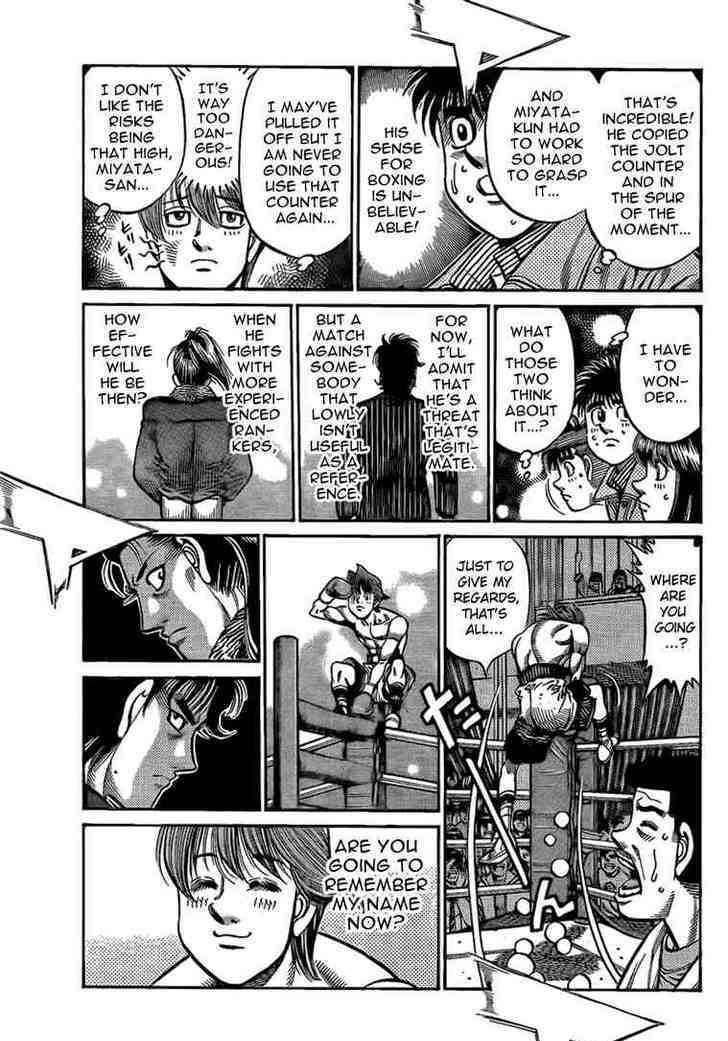 THAT'S
INCREDIBLE!
HE COPIED
THE JOLT
COUNTER
AND IN
THE SPUR
OF THE
MOMENT...
AND
MIYATA-
KUN HAD
TO WORK
SO HARD
TO GRASP
IT...
HIS
SENSE
FOR
BOXING
IS UN-
BELIEV-
ABLE!
I MAY'VE
PULLED IT
OFF BUT I
AM NEVER
GOING TO
USE THAT
COUNTER
AGAIN...
IT'S
WAY
TOO
DAN-
GER-
OUS!
I DON'T
LIKE THE
RISKS
BEING
THAT HIGH,
MIYATA-
SAN...
I HAVE
TO
WON-
DER...
WHAT
DO
THOSE
TWO
THINK
ABOUT
IT...?
FOR
NOW,
I'LL
ADMIT
THAT
HE'S A
THREAT
THAT'S
LEGITI-
MATE.
BUT A
MATCH
AGAINST
SOME-
BODY
THAT
LOWLY
ISN'T
USEFUL
AS A
REFER-
ENCE.
WHEN
HE
FIGHTS
WITH
MORE
EXPERI-
ENCED
RAN-
KERS,
HOW
EF-
FECTIVE
WILL
HE BE
THEN?
WHERE
ARE
YOU
GOING
...?
JUST TO
GIVE MY
REGARDS,
THAT'S
ALL...
ダン
ARE YOU
GOING TO
REMEMBER
MY NAME
NOW?